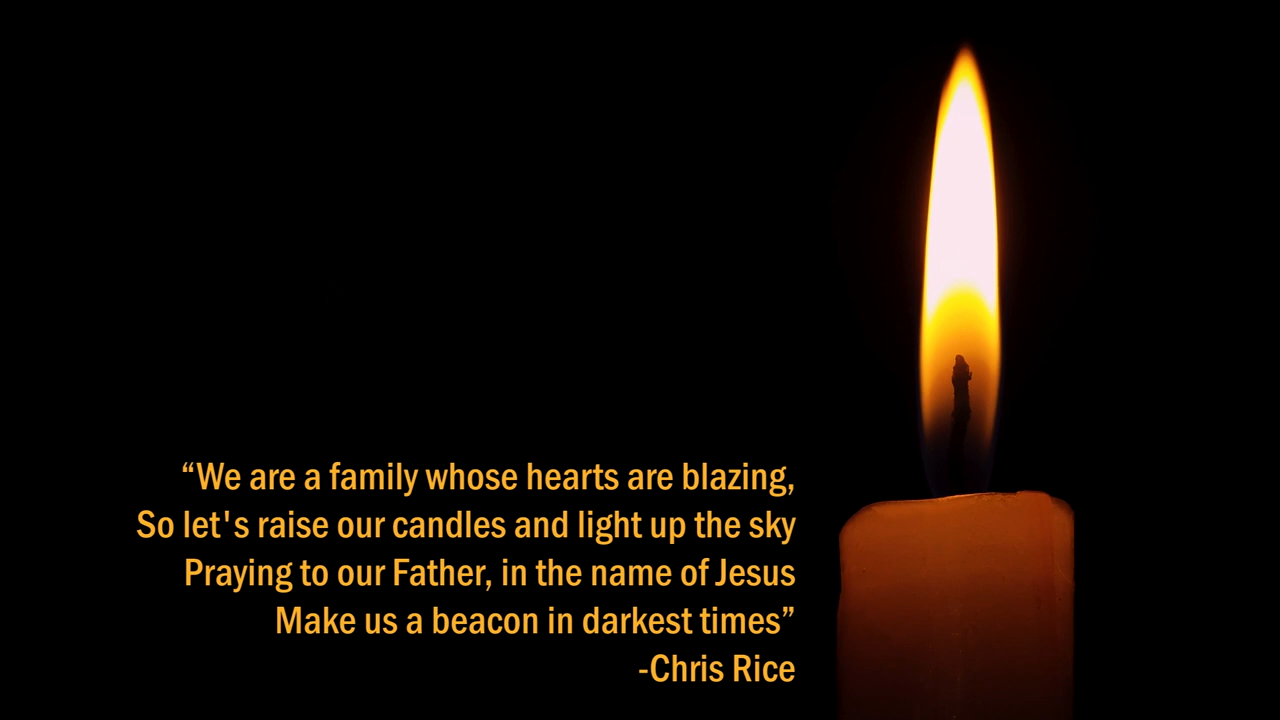 “We are a family whose hearts are blazing,
So let's raise our candles and light up the sky
Praying to our Father, in the name of Jesus
Make us a beacon in darkest times”
-Chris Rice